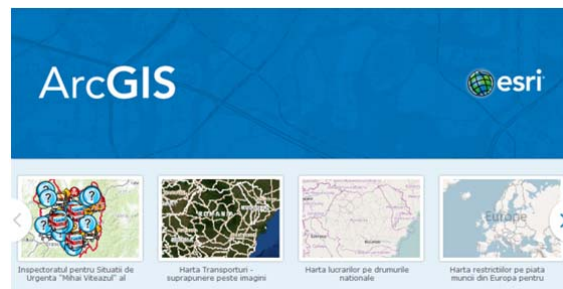 ArcGIS
esri
Europe
Inspectoratul pentru Situatii de
Urgenta "Mihai Viteazul" al
Harta Transporturi -
suprapunere peste imagini
Harta lucrarilor pe drumurile
nationale
Harta restrictiilor pe piata
muncii din Europa pentru